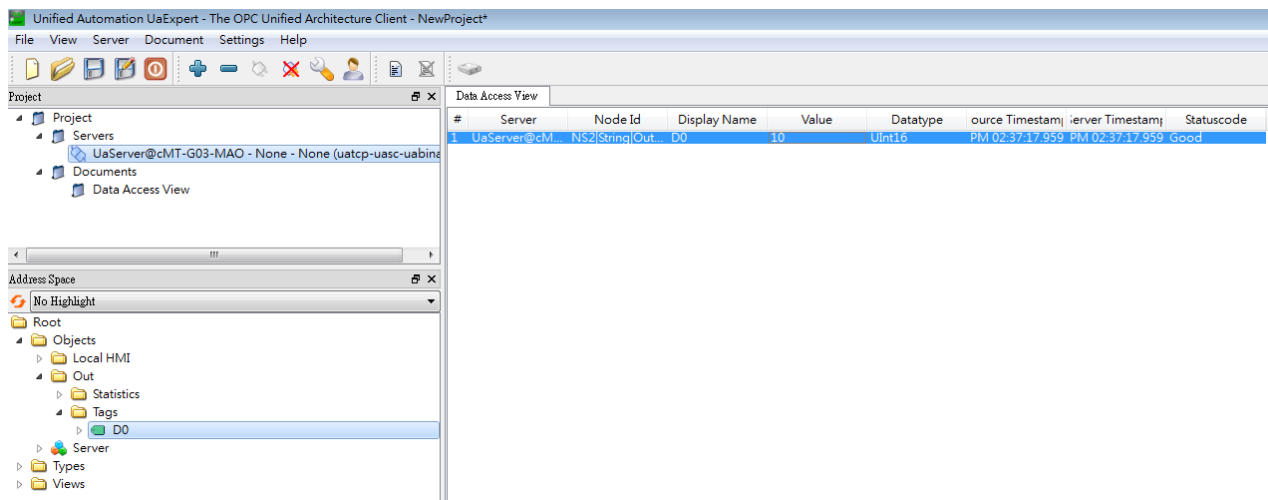 Unified Automation UaExpert - The OPC Unified Architecture Client - NewProject*
File View Server Document Settings Help
Project
Project
Servers
UaServer@cMT-G03-MAO - None - None (uatcp-uasc-uabina
Documents
Data Access View
Address Space
No Highlight
Root
Objects
Local HMI
Out
Statistics
Tags
D0
Server
Types
Views
Data Access View
# Server Node Id Display Name Value Datatype ource Timestam erver Timestam Statuscode
1 UaServer@cM... NS2|String|Out... D0 10 UInt16 PM 02:37:17.959 PM 02:37:17.959 Good